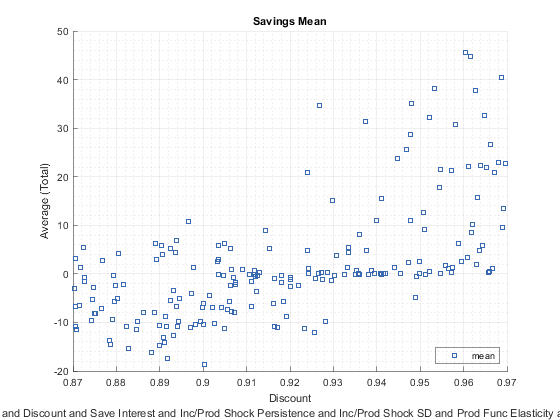 Savings Mean
50
40
30
20
10
0
-10
-20
Average (Total)
0.87 0.88 0.89 0.9 0.91 0.92 0.93 0.94 0.95 0.96 0.97
Discount
mean
and Discount and Save Interest and Inc/Prod Shock Persistence and Inc/Prod Shock SD and Prod Func Elasticity a